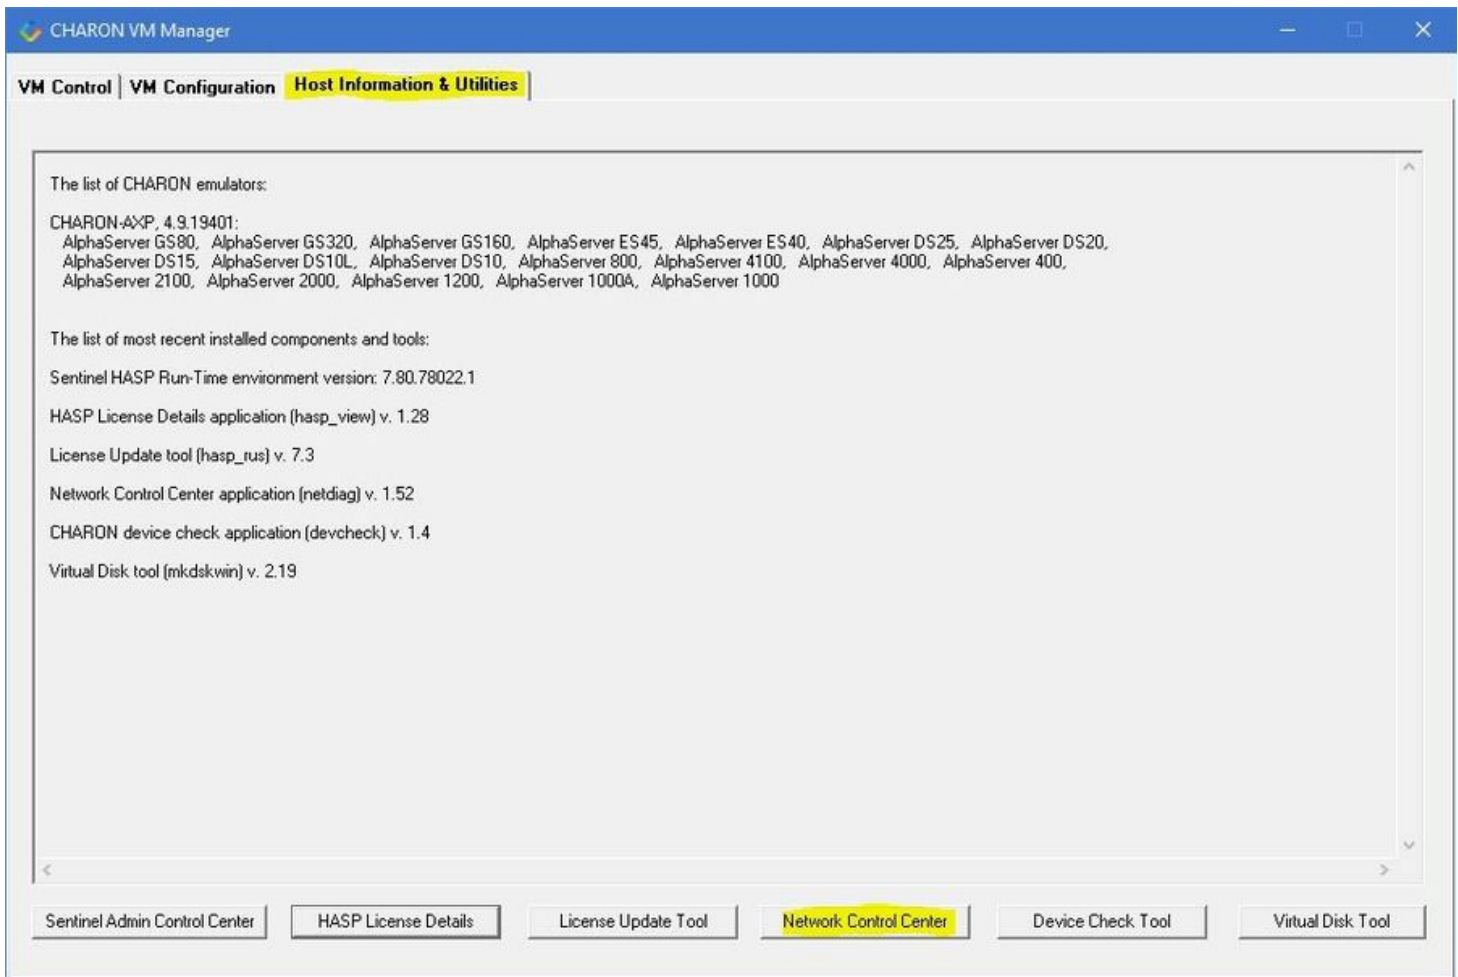 CHARON VM Manager
VM Control
VM Configuration
Host Information & Utilities
The list of CHARON emulators:
CHARON-AXP, 4.9.19401:
AlphaServer GS80, AlphaServer GS320, AlphaServer GS160, AlphaServer ES45, AlphaServer ES40, AlphaServer DS25, AlphaServer DS20,
AlphaServer DS15, AlphaServer DS10L, AlphaServer DS10, AlphaServer 800, AlphaServer 4100, AlphaServer 4000, AlphaServer 400,
AlphaServer 2100, AlphaServer 2000, AlphaServer 1200, AlphaServer 1000A, AlphaServer 1000
The list of most recent installed components and tools:
Sentinel HASP Run-Time environment version: 7.80.78022.1
HASP License Details application (hasp_view) v. 1.28
License Update tool (hasp_rus) v. 7.3
Network Control Center application (netdiag) v. 1.52
CHARON device check application (devcheck) v. 1.4
Virtual Disk tool (mkdskwin) v. 2.19
Sentinel Admin Control Center
HASP License Details
License Update Tool
Network Control Center
Device Check Tool
Virtual Disk Tool